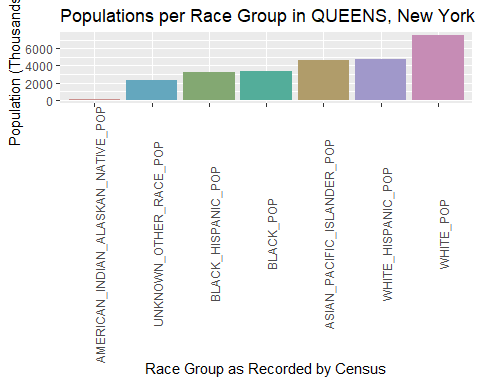 Populations per Race Group in QUEENS, New York
Population (Thousands
6000
4000
2000
0
AMERICAN_INDIAN_ALASKAN_NATIVE_POP
UNKNOWN_OTHER_RACE_POP
BLACK_HISPANIC_POP
BLACK_POP
ASIAN_PACIFIC_ISLANDER_POP
WHITE_HISPANIC_POP
WHITE_POP
Race Group as Recorded by Census